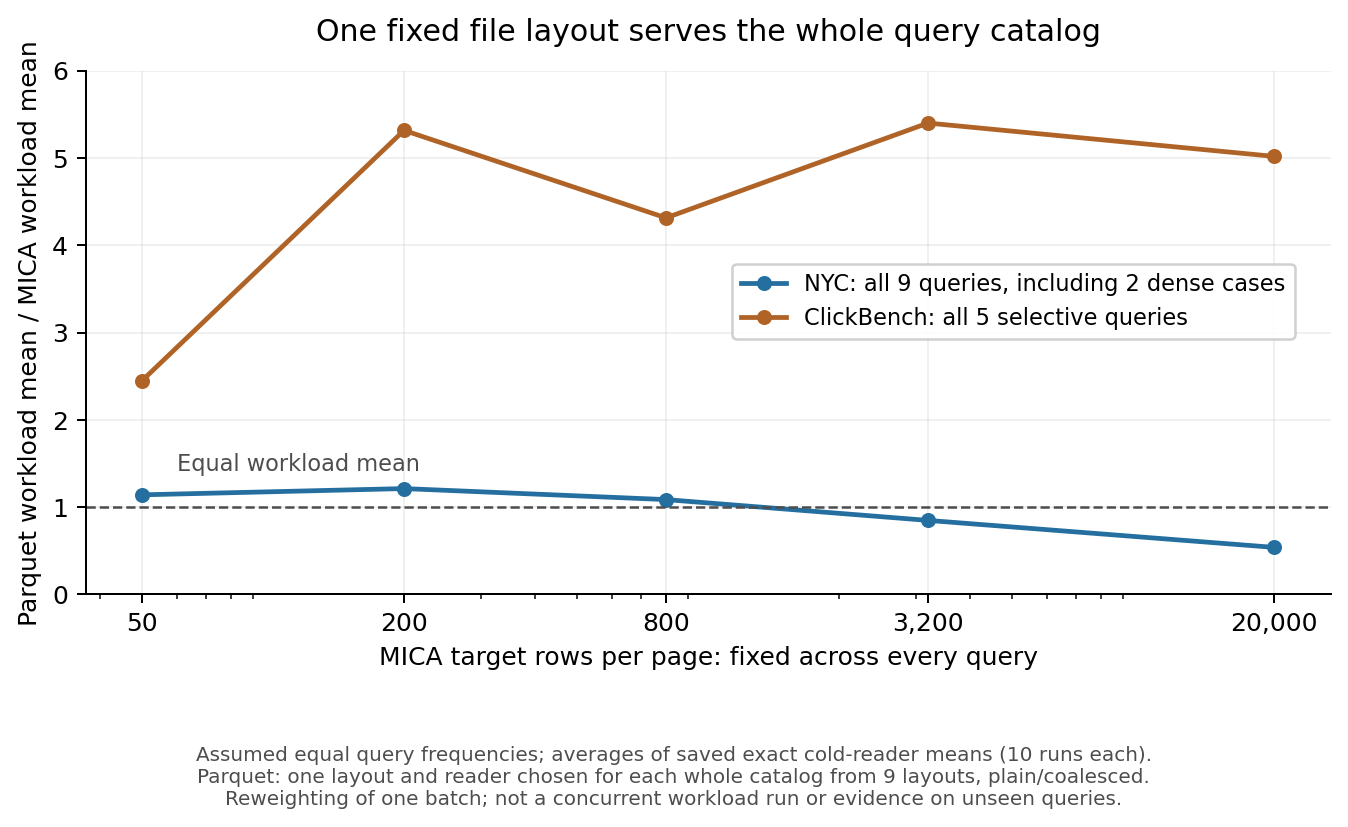 One fixed file layout serves the whole query catalog
Parquet workload mean / MICA workload mean
6
5
4
3
2
1
0
NYC: all 9 queries, including 2 dense cases
ClickBench: all 5 selective queries
Equal workload mean
50
200
800
3,200
20,000
MICA target rows per page: fixed across every query
Assumed equal query frequencies; averages of saved exact cold-reader means (10 runs each).
Parquet: one layout and reader chosen for each whole catalog from 9 layouts, plain/coalesced.
Reweighting of one batch; not a concurrent workload run or evidence on unseen queries.